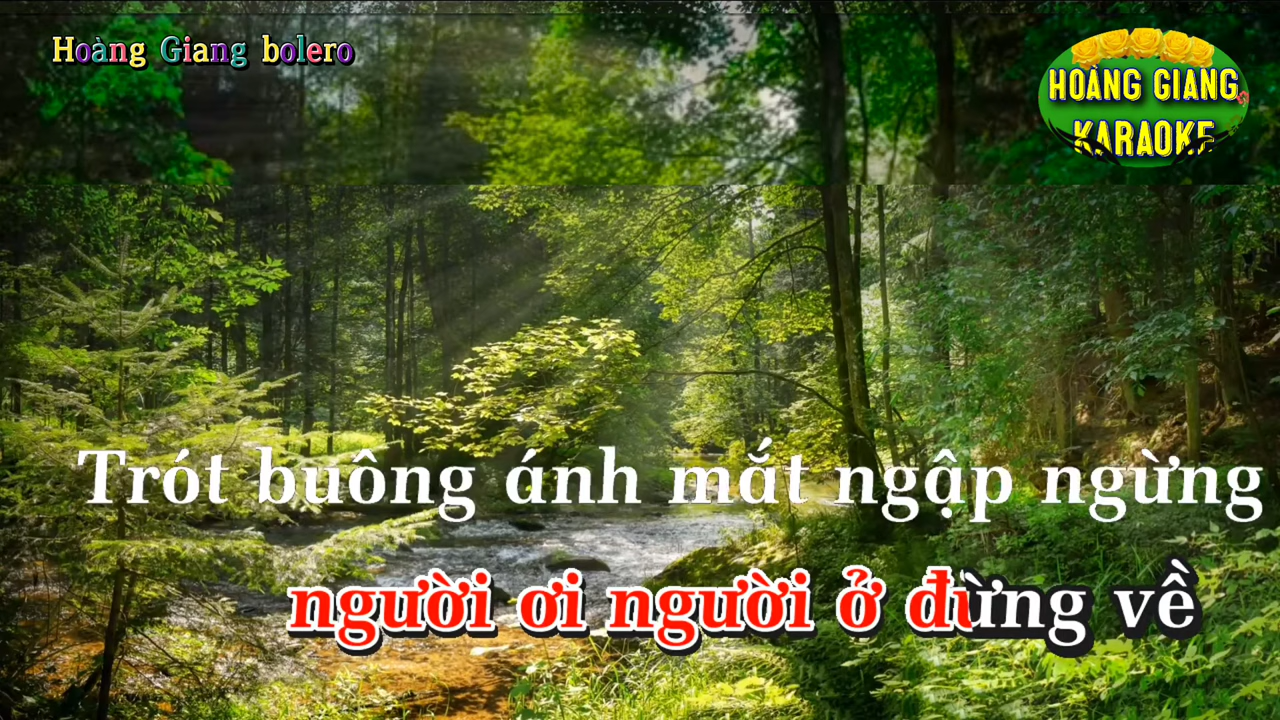 Hoàng Giang bolero
HOÀNG GIANG
KARAOKE
Trót buông ánh mắt ngập ngừng
người ơi người ở đừng về